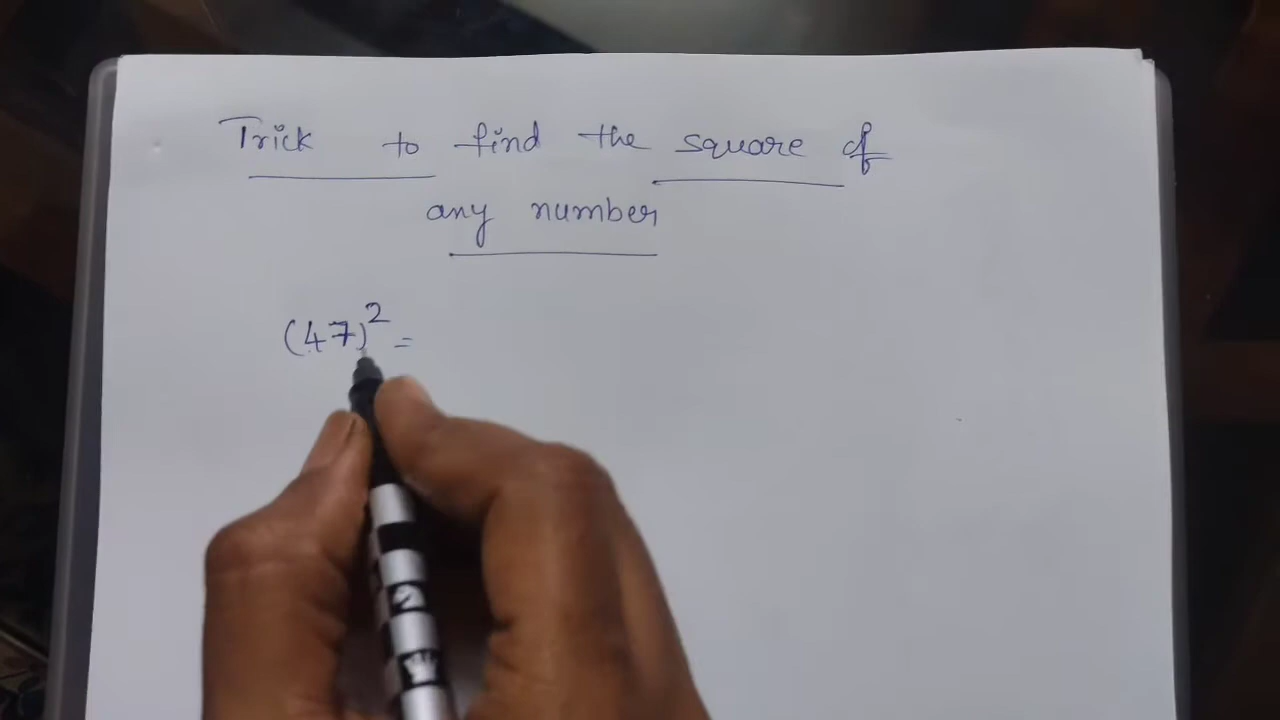 Trick to find the square of
any number
(47)² =